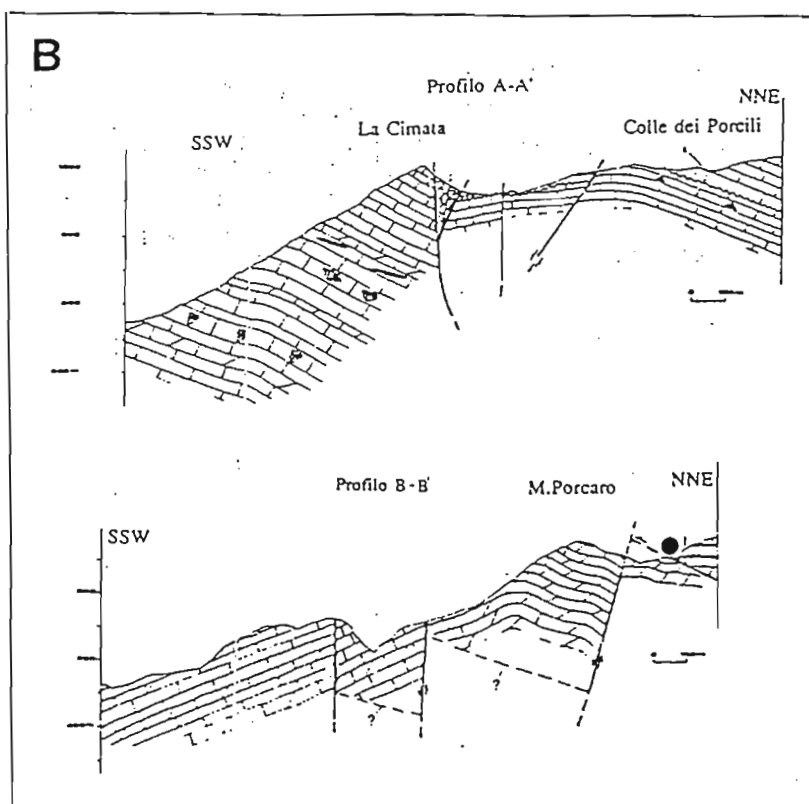 B
Profilo A-A'
NNE
La Cimata
SSW
Colle dei Porcili
Profilo B-B'
M.Porcaro
NNE
SSW
?
?